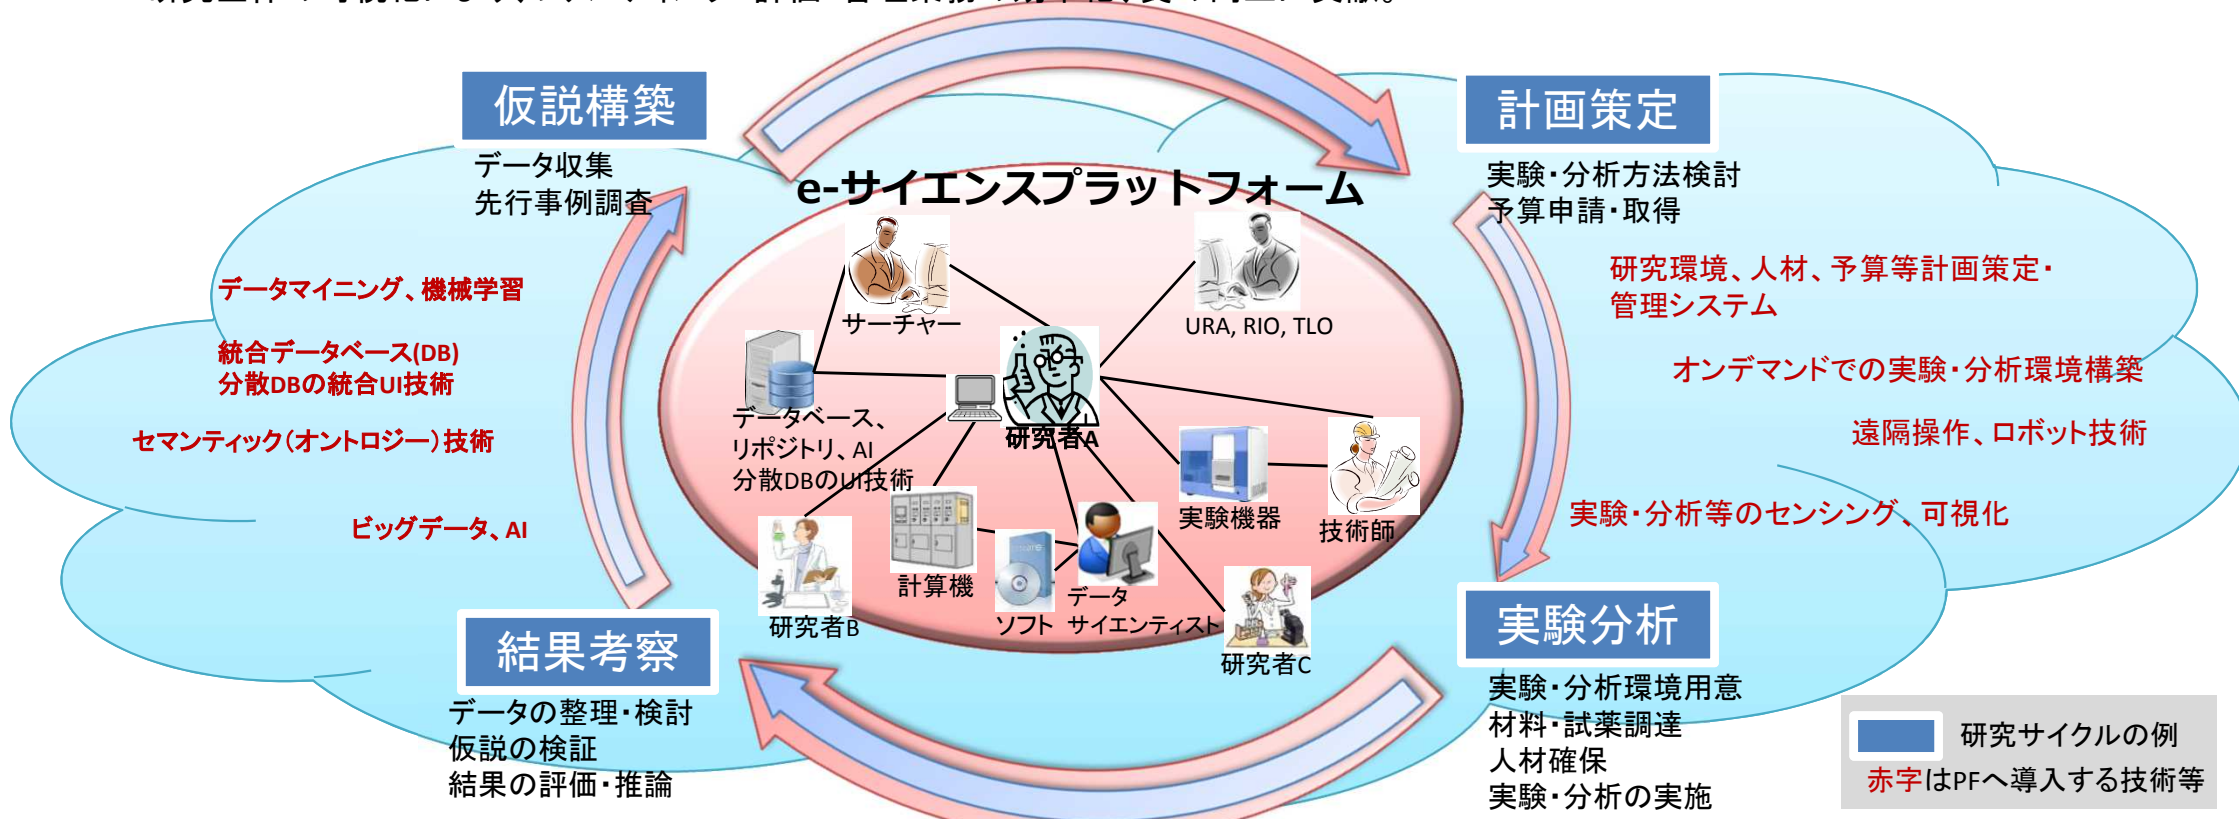 仮説構築
データ収集
先行事例調査
計画策定
実験・分析方法検討
予算申請・取得
e-サイエンスプラットフォーム
サーチャー
URA, RIO, TLO
データベース、
リポジトリ、AI
分散DBのUI技術
研究者A
実験機器
技術師
研究者B
計算機
ソフト
データ
サイエンティスト
研究者C
データマイニング、機械学習
統合データベース(DB)
分散DBの統合UI技術
セマンティック（オントロジー）技術
ビッグデータ、AI
研究環境、人材、予算等計画策定・
管理システム
オンデマンドでの実験・分析環境構築
遠隔操作、ロボット技術
実験・分析等のセンシング、可視化
結果考察
データの整理・検討
仮説の検証
結果の評価・推論
実験分析
実験・分析環境用意
材料・試薬調達
人材確保
実験・分析の実施
研究サイクルの例
赤字はPFへ導入する技術等